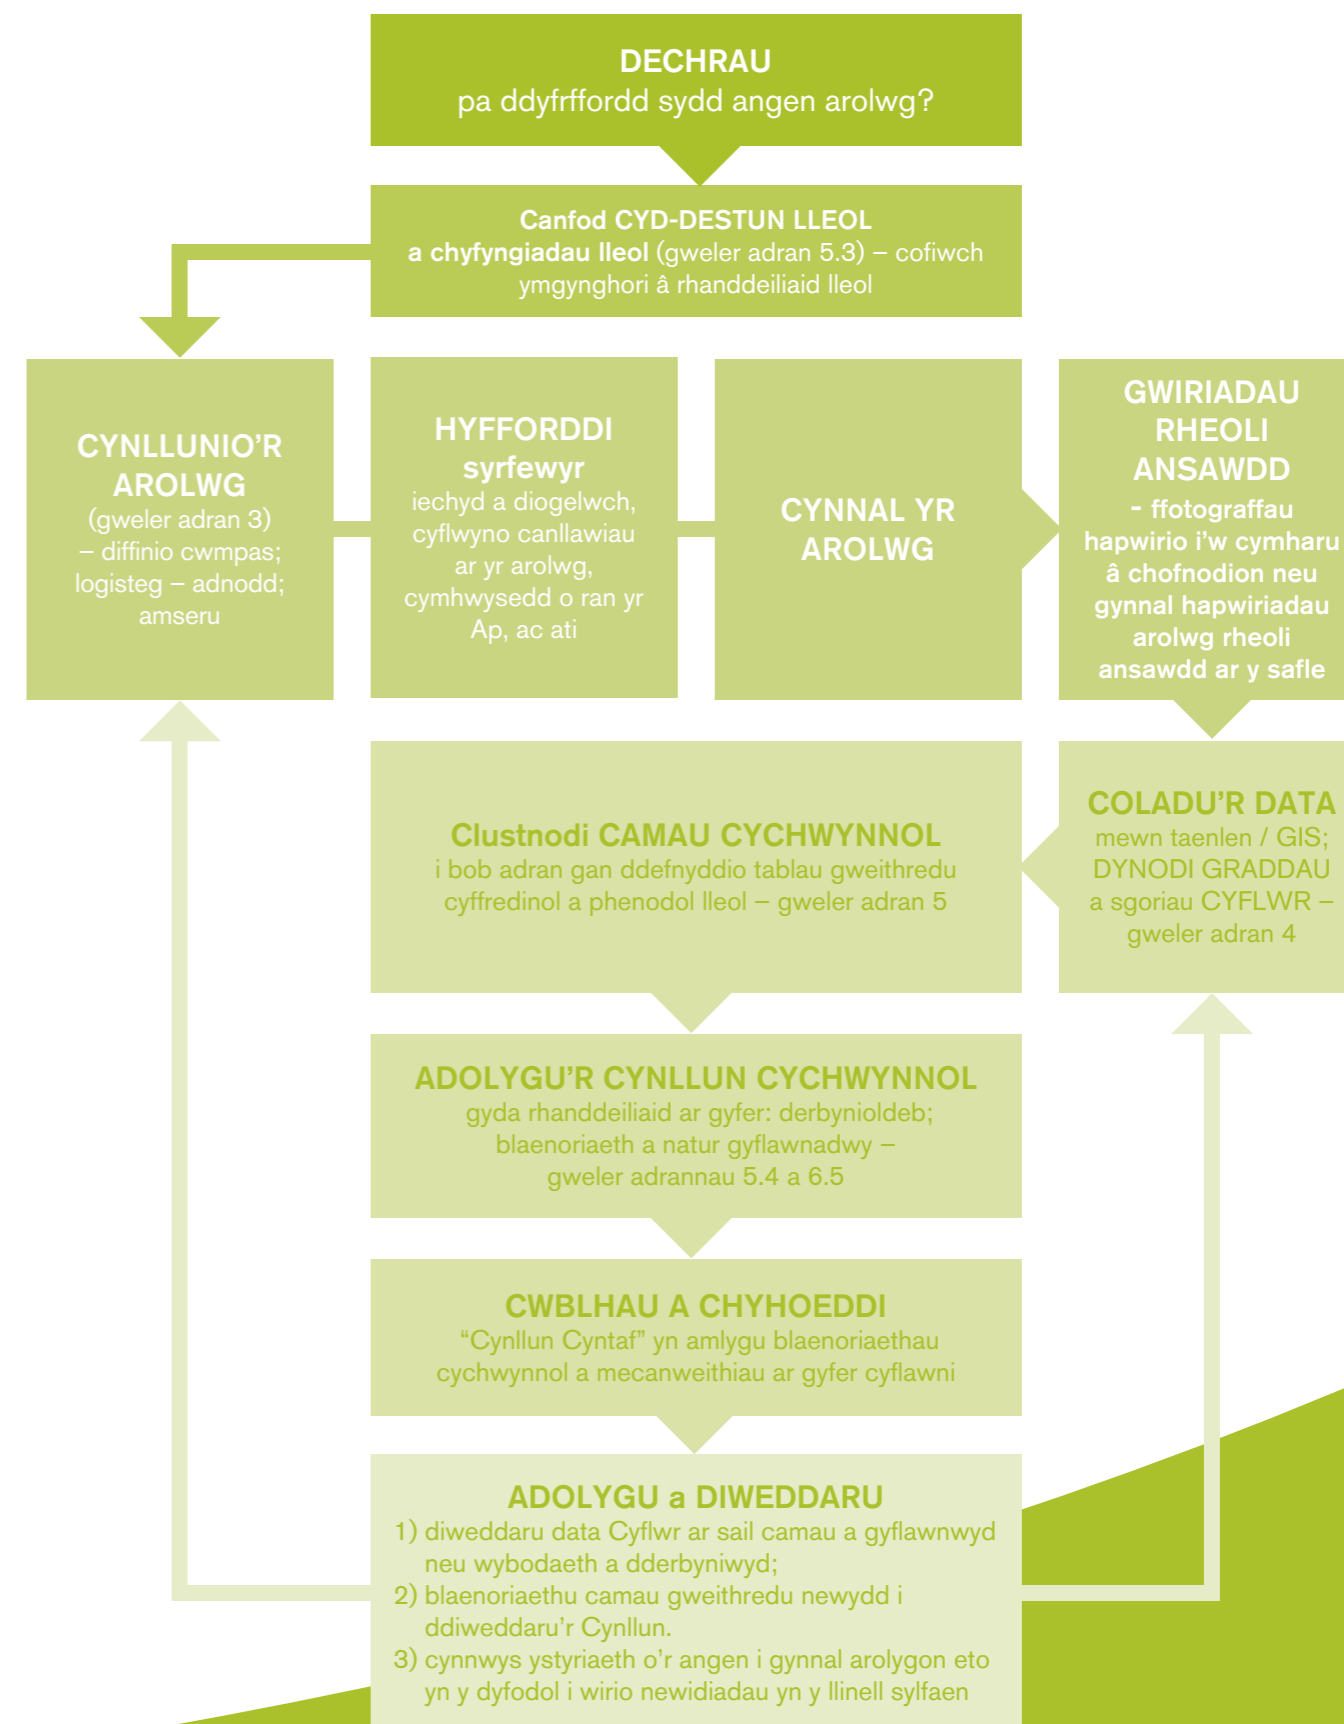 DECHRAU
pa ddyfrffordd sydd angen arolwg?
Canfod CYD-DESTUN LLEOL
a chyfyngiadau lleol (gweler adran 5.3) – cofiwch
ymgynghori â rhanddeiliaid lleol
CYNLLUNIO’R
AROLWG
(gweler adran 3)
– diffinio cwmpas;
logisteg – adnodd;
amseru
HYFFORDDI
syrfewyr
iechyd a diogelwch,
cyflwyno canllawiau
ar yr arolwg,
cymhwysedd o ran yr
Ap, ac ati
CYNNAL YR
AROLWG
GWIRIADAU
RHEOLI
ANSAWDD
- ffotograffau
hapwirio i’w cymharu
â chofnodion neu
gynnal hapwiriadau
arolwg rheoli
ansawdd ar y safle
COLADU’R DATA
mewn taenlen / GIS;
DYNODI GRADDAU
a sgoriau CYFLWR –
gweler adran 4
Clustnodi CAMAU CYCHWYNNOL
i bob adran gan ddefnyddio tablau gweithredu
cyffredinol a phenodol lleol – gweler adran 5
ADOLYGU’R CYNLLUN CYCHWYNNOL
gyda rhanddeiliaid ar gyfer: derbynioldeb;
blaenoriaeth a natur gyflawnadwy –
gweler adrannau 5.4 a 6.5
CWBLHAU A CHYHOEDDI
“Cynllun Cyntaf” yn amlygu blaenoriaethau
cychwynnol a mecanweithiau ar gyfer cyflawni
ADOLYGU a DIWEDDARU
1) diweddaru data Cyflwr ar sail camau a gyflawnwyd
neu wybodaeth a dderbyniwyd;
2) blaenoriaethu camau gweithredu newydd i
ddiweddaru’r Cynllun.
3) cynnwys ystyriaeth o’r angen i gynnal arolygon eto
yn y dyfodol i wirio newidiadau yn y llinell sylfaen